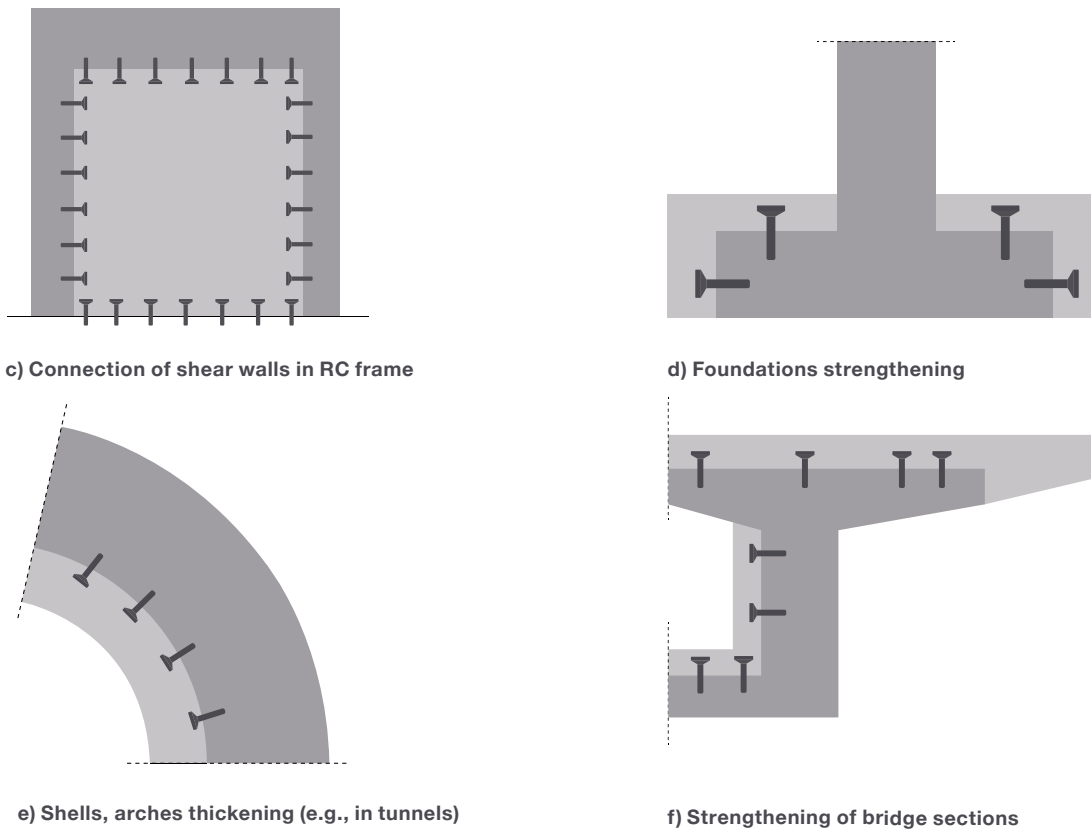 c) Connection of shear walls in RC frame
d) Foundations strengthening
e) Shells, arches thickening (e.g., in tunnels)
f) Strengthening of bridge sections